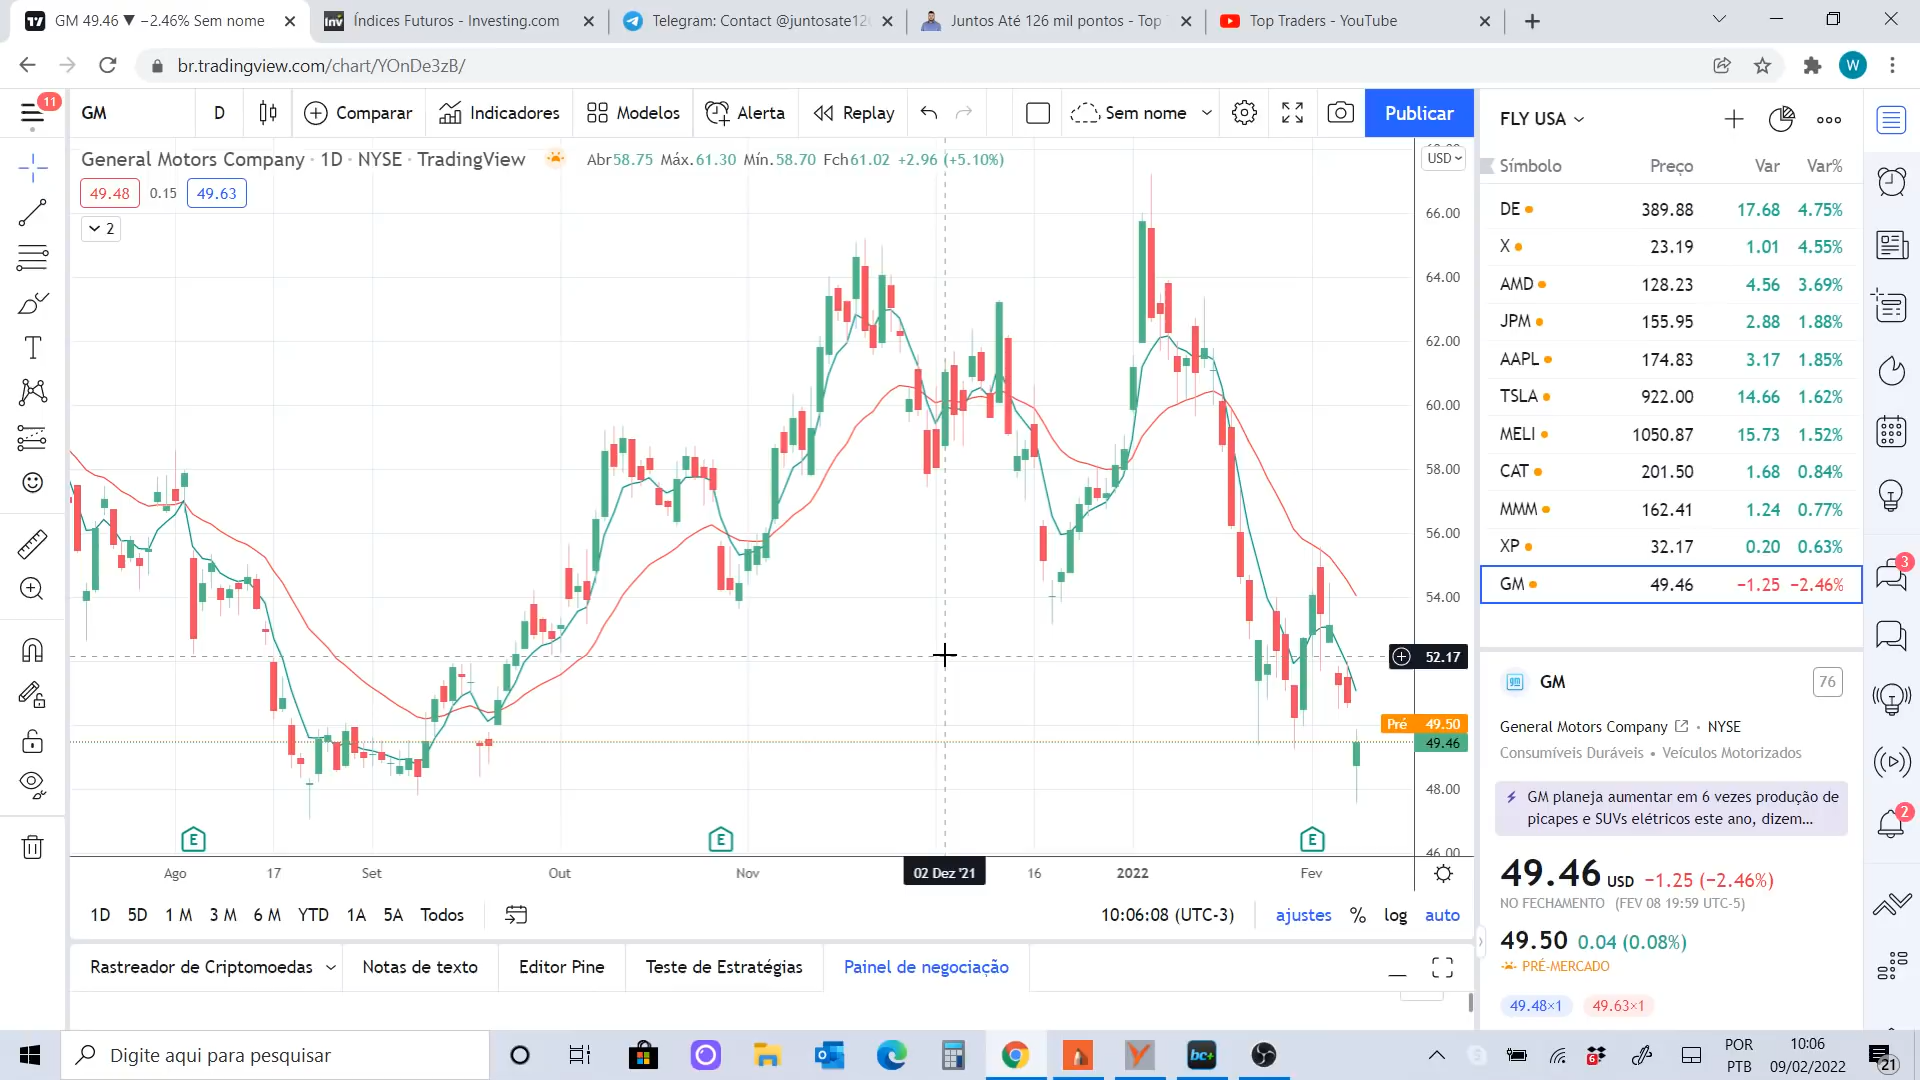 GM 49.46 ▼ −2.46% Sem nome
Índices Futuros - Investing.com
Telegram: Contact @juntosate126
Juntos Até 126 mil pontos - Top
Top Traders - YouTube
br.tradingview.com/chart/YOnDe3zB/
W
11
GM
D
Comparar
Indicadores
Modelos
Alerta
Replay
Sem nome
Publicar
General Motors Company · 1D · NYSE · TradingView
Abr58.75 Máx.61.30 Mín.58.70 Fch61.02 +2.96 (+5.10%)
49.48
0.15
49.63
2
USD
66.00
64.00
62.00
60.00
58.00
56.00
54.00
52.17
Pré 49.50
49.46
48.00
46.00
E
E
E
Ago
17
Set
Out
Nov
02 Dez '21
16
2022
Fev
1D 5D 1 M 3 M 6 M YTD 1A 5A Todos
10:06:08 (UTC-3)
ajustes
%
log
auto
Rastreador de Criptomoedas
Notas de texto
Editor Pine
Teste de Estratégias
Painel de negociação
FLY USA
Símbolo Preço Var Var%
DE 389.88 17.68 4.75%
X 23.19 1.01 4.55%
AMD 128.23 4.56 3.69%
JPM 155.95 2.88 1.88%
AAPL 174.83 3.17 1.85%
TSLA 922.00 14.66 1.62%
MELI 1050.87 15.73 1.52%
CAT 201.50 1.68 0.84%
MMM 162.41 1.24 0.77%
XP 32.17 0.20 0.63%
GM 49.46 −1.25 −2.46%
gm
GM
76
General Motors Company · NYSE
Consumíveis Duráveis • Veículos Motorizados
GM planeja aumentar em 6 vezes produção de
picapes e SUVs elétricos este ano, dizem...
49.46 USD −1.25 (−2.46%)
NO FECHAMENTO (FEV 08 19:59 UTC-5)
49.50 0.04 (0.08%)
PRÉ-MERCADO
49.48×1
49.63×1
3
2
Digite aqui para pesquisar
bc+
6
POR
PTB
10:06
09/02/2022
21